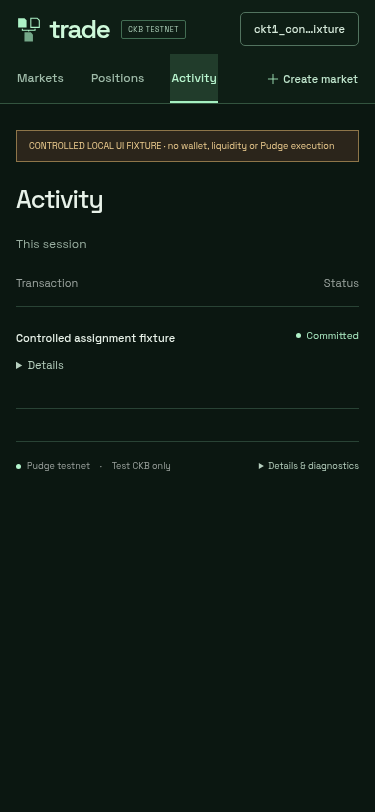 trade
CKB TESTNET
ckt1_con…ixture
Markets
Positions
Activity
Create market
CONTROLLED LOCAL UI FIXTURE · no wallet, liquidity or Pudge execution
Activity
This session
Transaction
Status
Controlled assignment fixture
Committed
Details
Pudge testnet · Test CKB only
Details & diagnostics